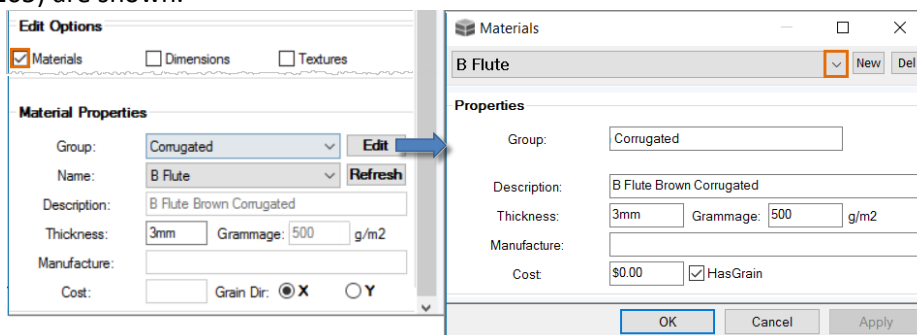 are shown.
Edit Options
Materials Dimensions Textures
Material Properties
Group: Corrugated Edit
Name: B Flute Refresh
Description: B Flute Brown Corrugated
Thickness: 3mm Grammage: 500 g/m2
Manufacture:
Cost: Grain Dir: X Y
Materials
B Flute New Del
Properties
Group: Corrugated
Description: B Flute Brown Corrugated
Thickness: 3mm Grammage: 500 g/m2
Manufacture:
Cost: $0.00 HasGrain
OK Cancel Apply